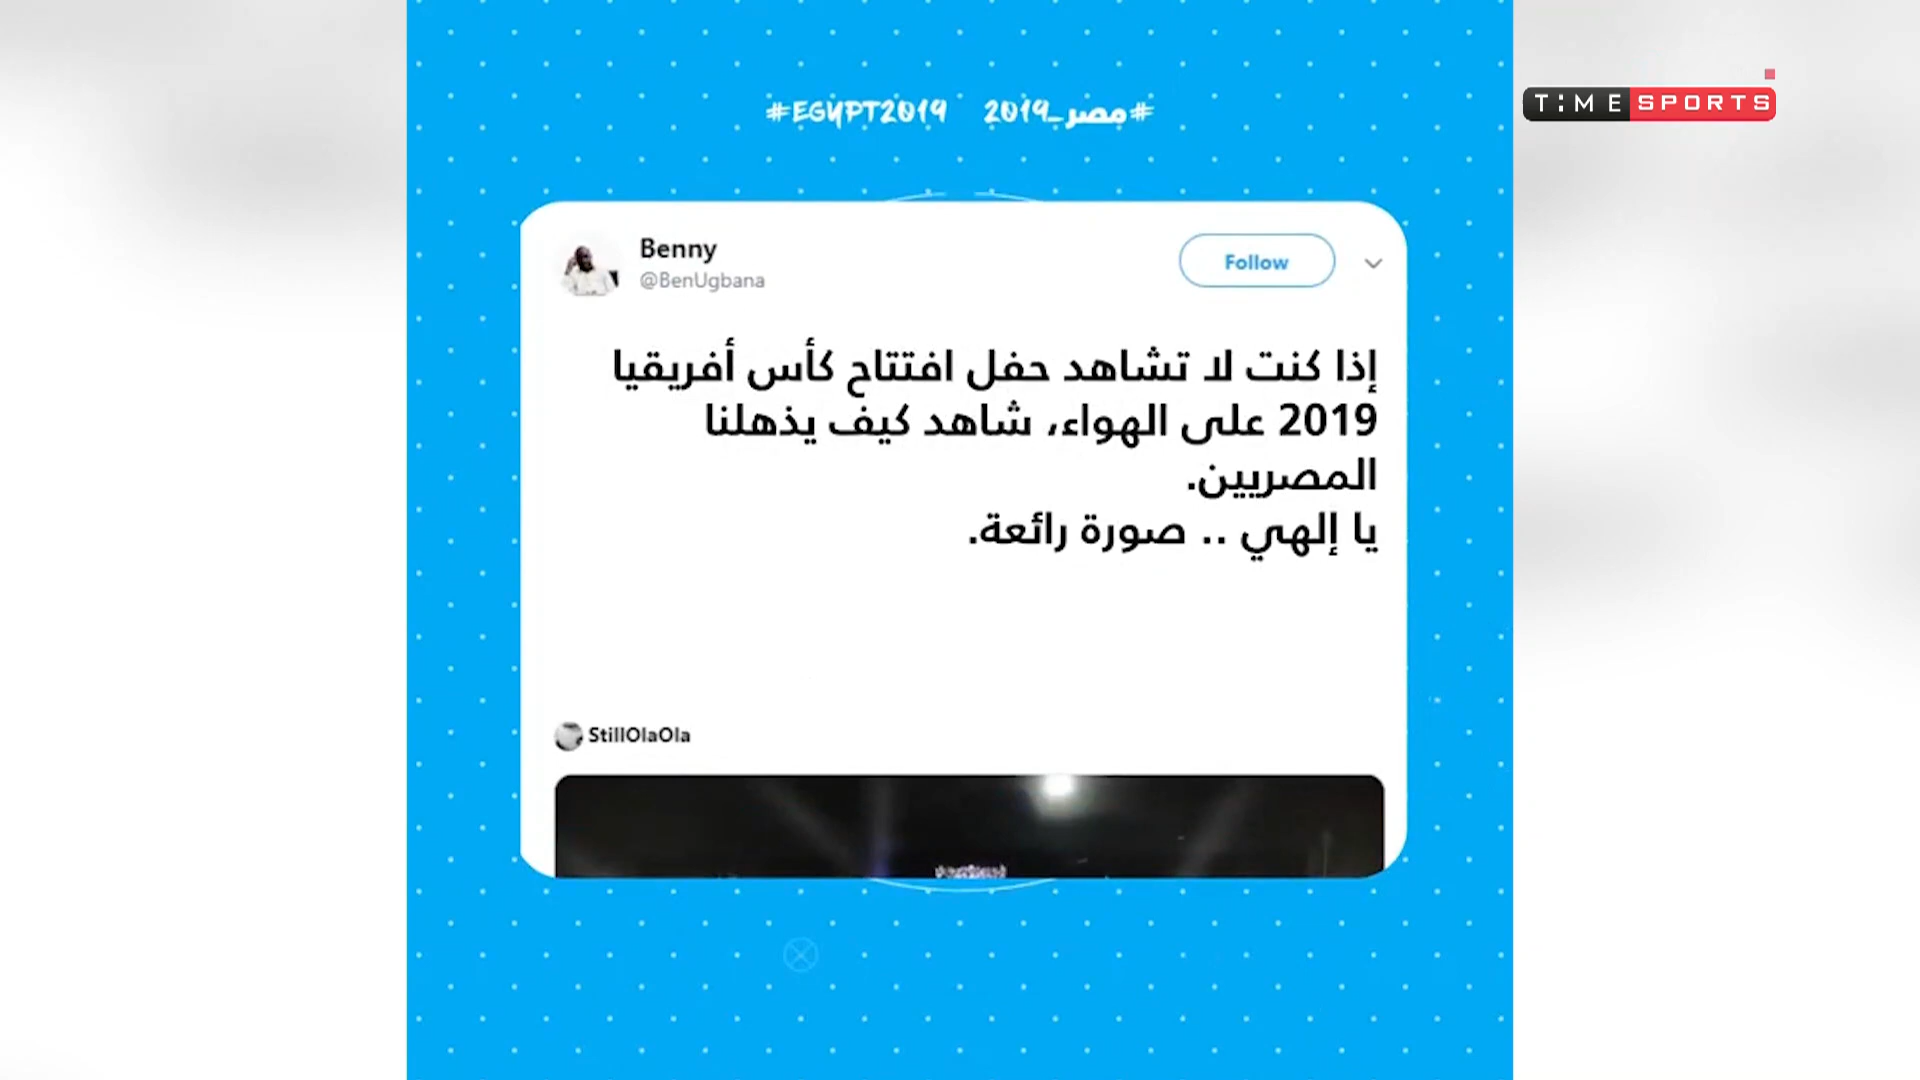 #EGYPT2019 #مصر_2019
TIME SPORTS
Benny
@BenUgbana
Follow
إذا كنت لا تشاهد حفل افتتاح كأس أفريقيا
2019 على الهواء، شاهد كيف يذهلنا
المصريين.
يا إلهي .. صورة رائعة.
StillOlaOla